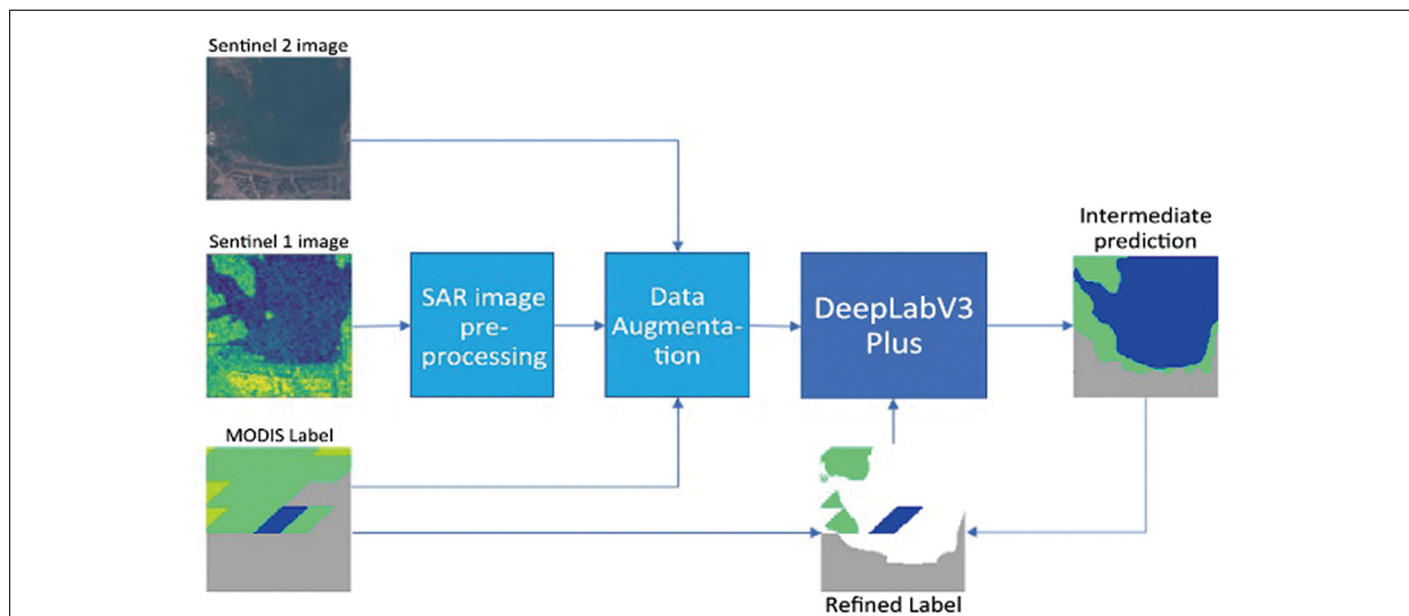 Sentinel 2 image
Sentinel 1 image
SAR image
pre-
processing
Data
Augmenta-
tion
DeepLabV3
Plus
Intermediate
prediction
MODIS Label
Refined Label